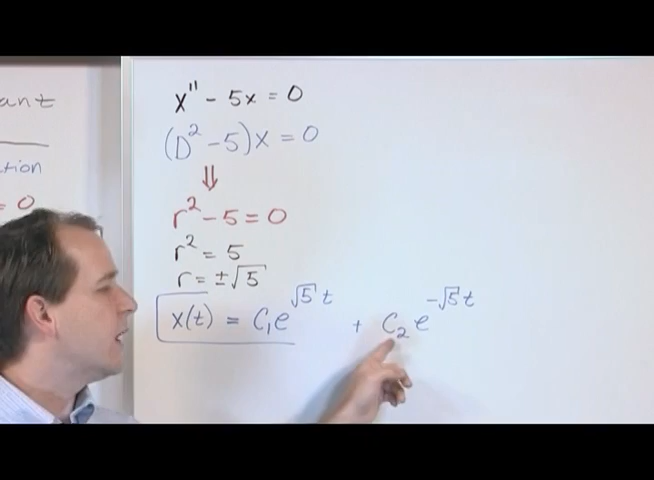 ant
tion
= 0
x'' - 5x = 0
(D² - 5)x = 0
⇓
r² - 5 = 0
r² = 5
r = ±√5
x(t) = C₁e^{√5 t} + C₂e^{-√5 t}